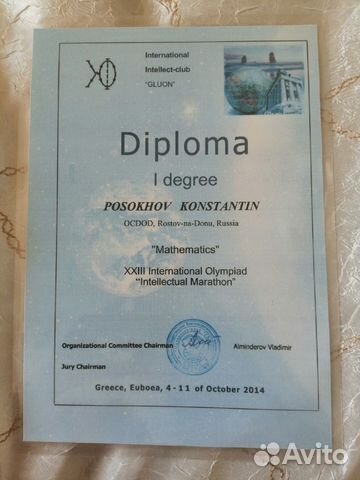 International
Intellect-club
"GLUON"
Diploma
I degree
POSOKHOV KONSTANTIN
OCDOD, Rostov-na-Donu, Russia
"Mathematics"
XXIII International Olympiad
"Intellectual Marathon"
Organizational Committee Chairman
Alminderov Vladimir
Jury Chairman
Greece, Euboea, 4-11 of October 2014
Avito